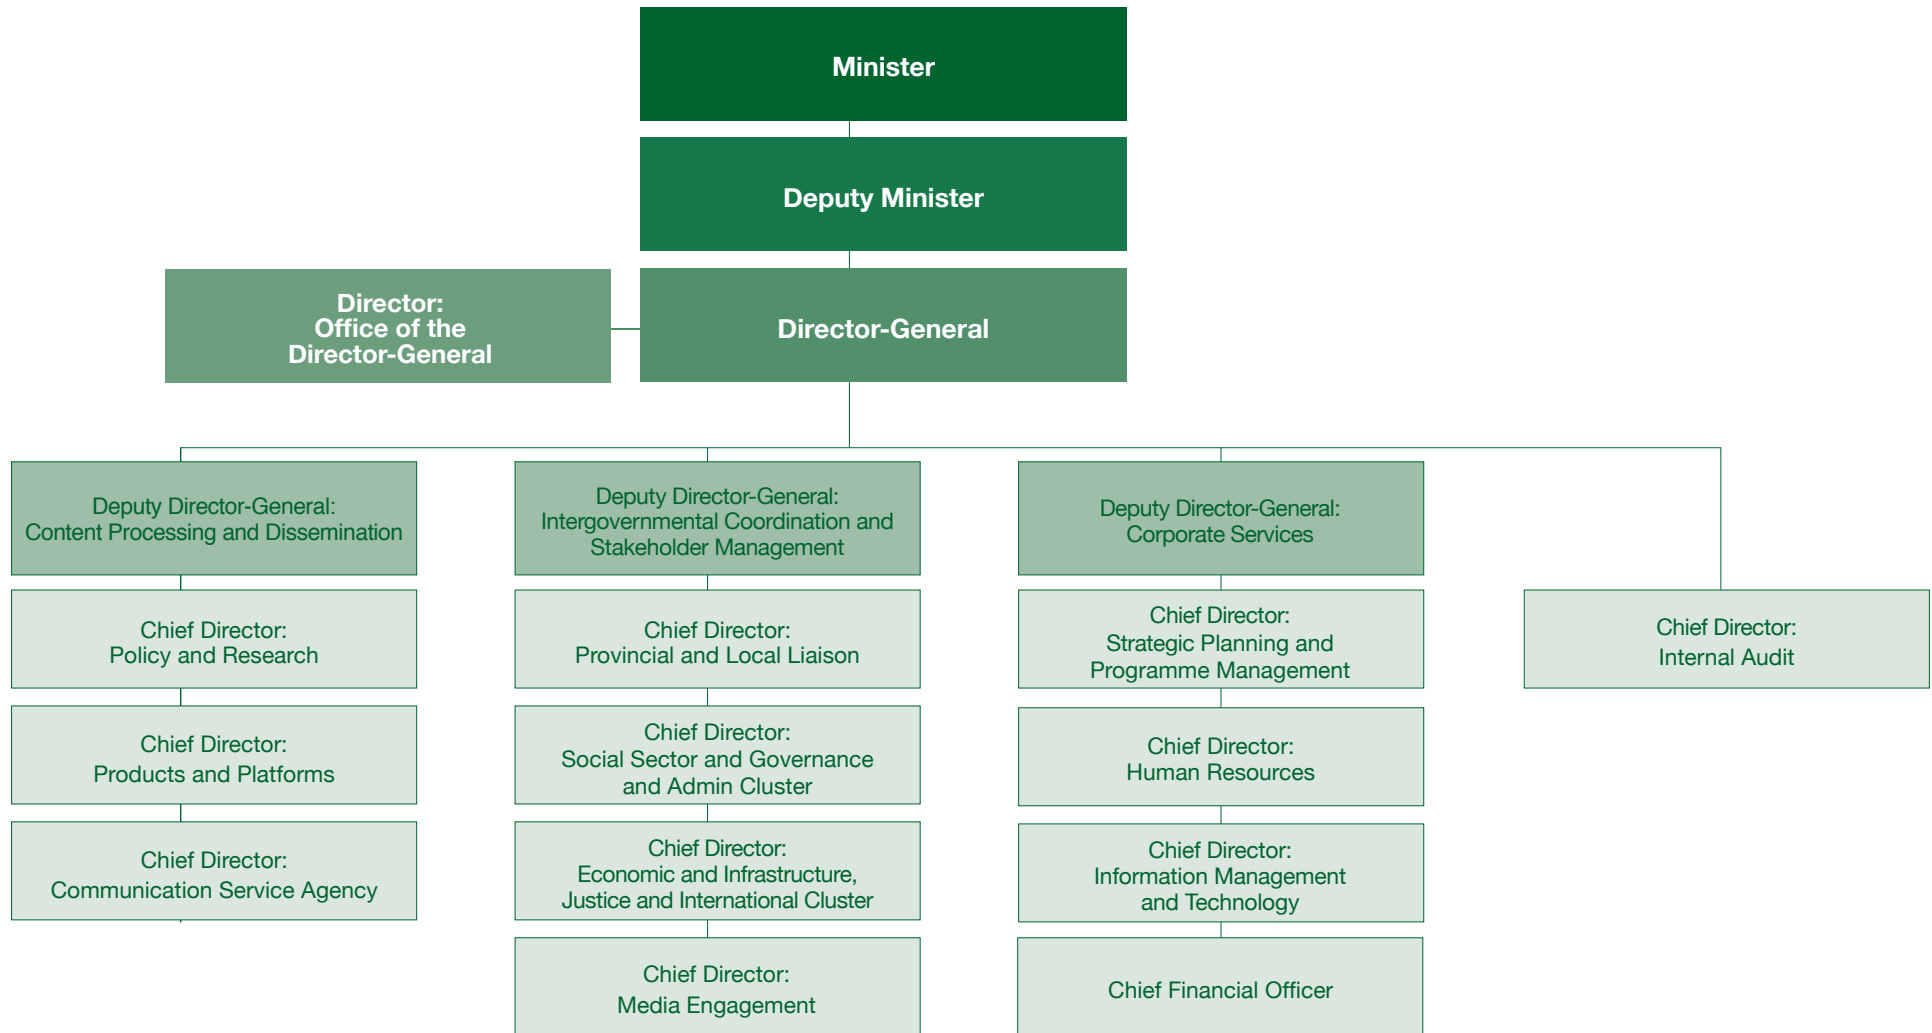 Minister
Deputy Minister
Director:
Office of the
Director-General
Director-General
Deputy Director-General:
Content Processing and Dissemination
Deputy Director-General:
Intergovernmental Coordination and
Stakeholder Management
Deputy Director-General:
Corporate Services
Chief Director:
Policy and Research
Chief Director:
Provincial and Local Liaison
Chief Director:
Strategic Planning and
Programme Management
Chief Director:
Internal Audit
Chief Director:
Products and Platforms
Chief Director:
Social Sector and Governance
and Admin Cluster
Chief Director:
Human Resources
Chief Director:
Communication Service Agency
Chief Director:
Economic and Infrastructure,
Justice and International Cluster
Chief Director:
Information Management
and Technology
Chief Director:
Media Engagement
Chief Financial Officer